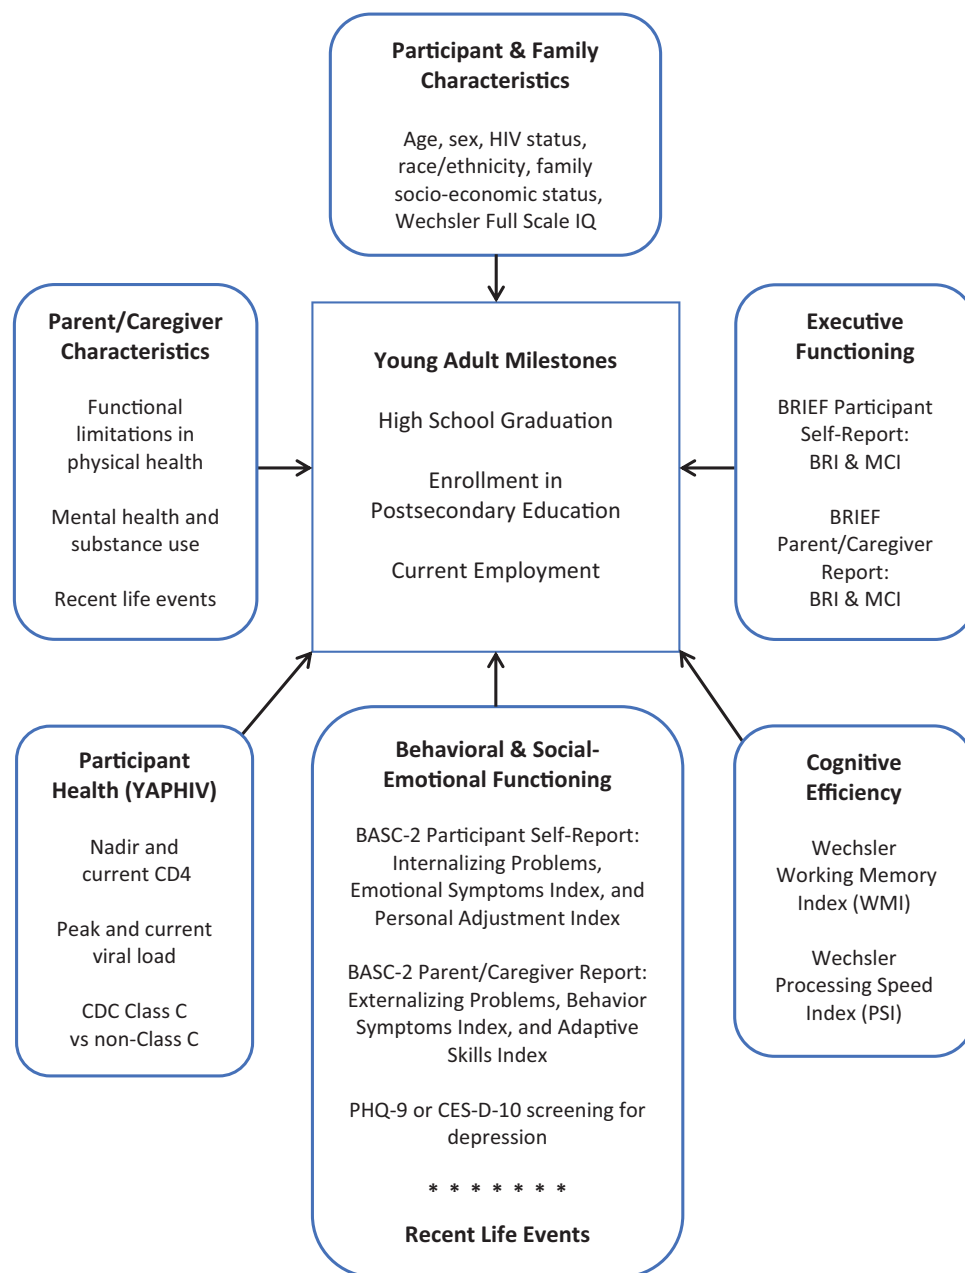 Participant & Family
Characteristics
Age, sex, HIV status,
race/ethnicity, family
socio-economic status,
Wechsler Full Scale IQ
Parent/Caregiver
Characteristics
Functional
limitations in
physical health
Mental health and
substance use
Recent life events
Young Adult Milestones
High School Graduation
Enrollment in
Postsecondary Education
Current Employment
Executive
Functioning
BRIEF Participant
Self-Report:
BRI & MCI
BRIEF
Parent/Caregiver
Report:
BRI & MCI
Participant
Health (YAPHIV)
Nadir and
current CD4
Peak and current
viral load
CDC Class C
vs non-Class C
Behavioral & Social-
Emotional Functioning
BASC-2 Participant Self-Report:
Internalizing Problems,
Emotional Symptoms Index, and
Personal Adjustment Index
BASC-2 Parent/Caregiver Report:
Externalizing Problems, Behavior
Symptoms Index, and Adaptive
Skills Index
PHQ-9 or CES-D-10 screening for
depression
* * * * * * *
Recent Life Events
Cognitive
Efficiency
Wechsler
Working Memory
Index (WMI)
Wechsler
Processing Speed
Index (PSI)